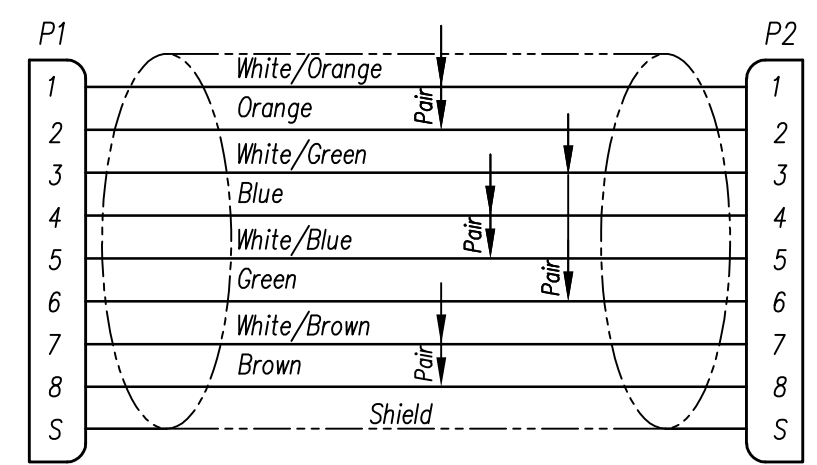 P1 P2
White/Orange
1 Pair 1
Orange
2 2
White/Green
3 3
Blue
4 4
White/Blue Pair
5 5
Green Pair
6 6
White/Brown
7 7
Brown Pair
8 8
Shield
S S